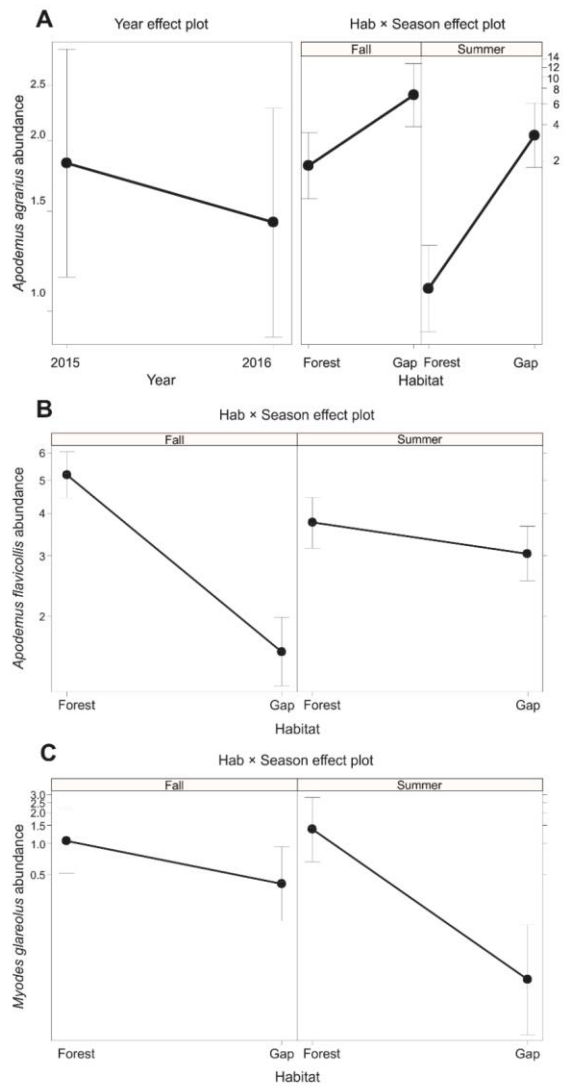 A
Year effect plot
Hab × Season effect plot
Fall
Summer
Apodemus agrarius abundance
2.5
2.0
1.5
1.0
14
12
10
8
6
4
2
2015
2016
Year
Forest
Gap
Forest
Gap
Habitat
B
Hab × Season effect plot
Fall
Summer
Apodemus flavicollis abundance
6
5
4
3
2
Forest
Gap
Forest
Gap
Habitat
C
Hab × Season effect plot
Fall
Summer
Myodes glareolus abundance
3.0
2.5
2.0
1.5
1.0
0.5
Forest
Gap
Forest
Gap
Habitat